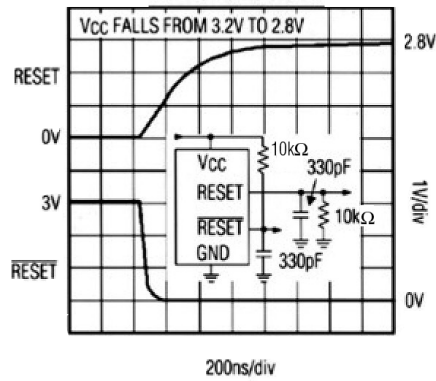 VCC FALLS FROM 3.2V TO 2.8V
2.8V
RESET
0V
10kΩ
VCC
330pF
RESET
3V
10kΩ
1V/div
RESET
GND
330pF
RESET
0V
200ns/div